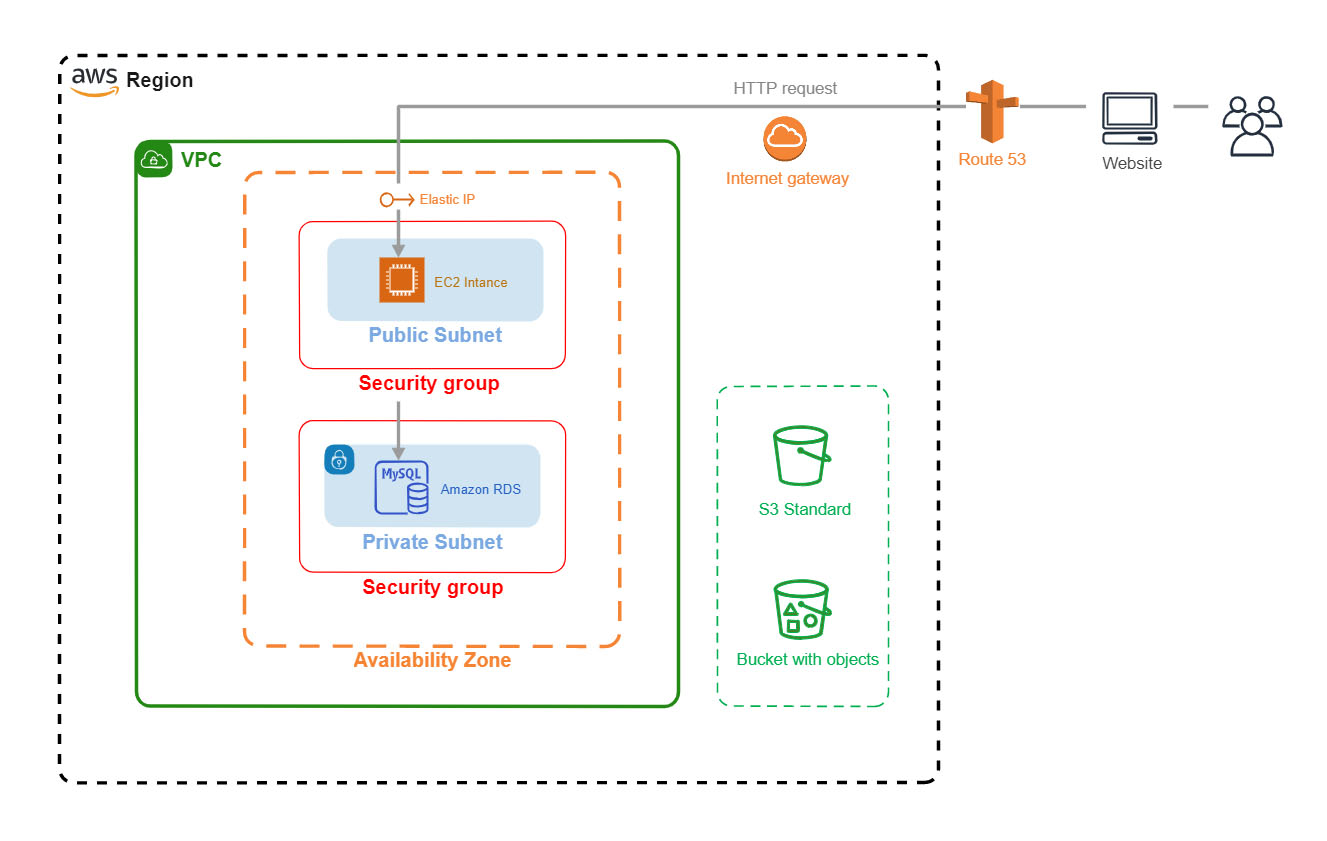 aws Region
HTTP request
Internet gateway
Route 53
Website
VPC
Elastic IP
EC2 Intance
Public Subnet
Security group
MySQL
Amazon RDS
Private Subnet
Security group
Availability Zone
S3 Standard
Bucket with objects